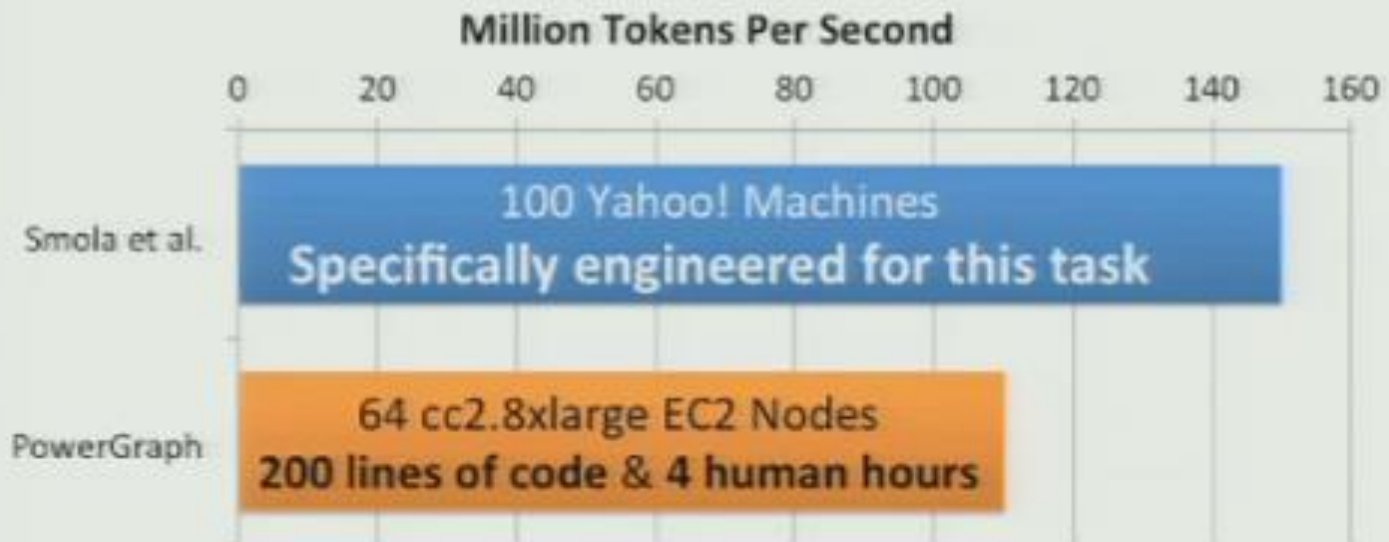 Million Tokens Per Second
0 20 40 60 80 100 120 140 160
Smola et al.
100 Yahoo! Machines
Specifically engineered for this task
PowerGraph
64 cc2.8xlarge EC2 Nodes
200 lines of code & 4 human hours